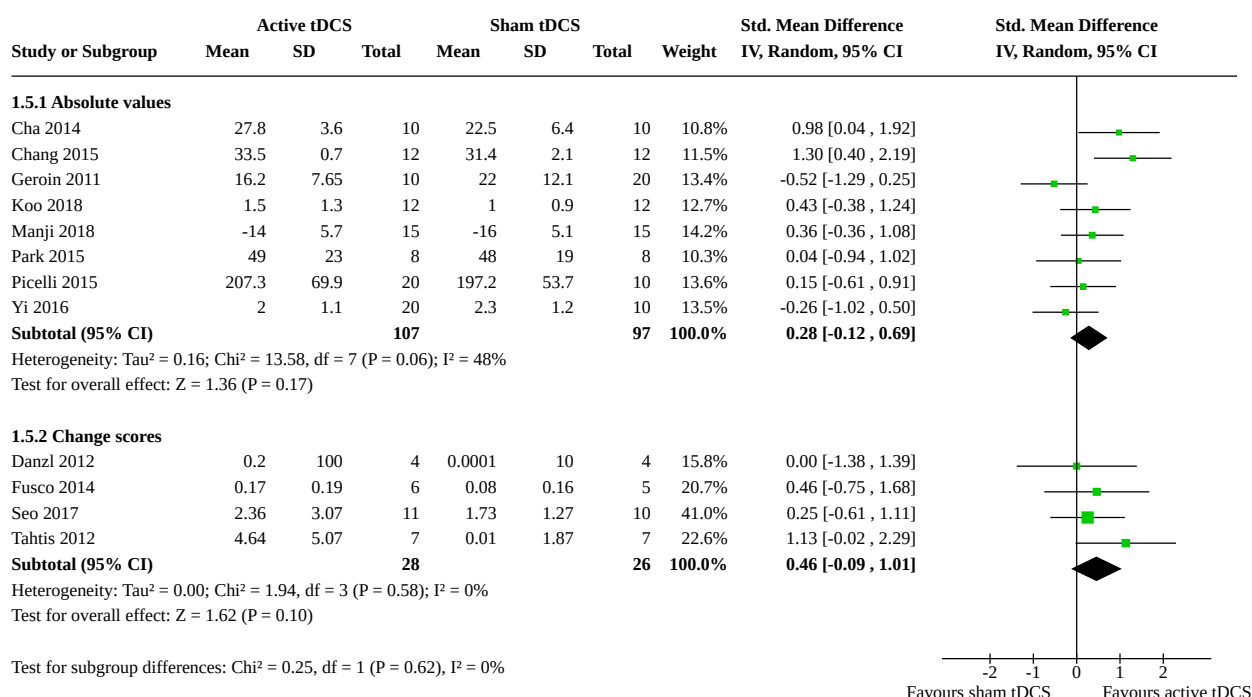 Active tDCS Sham tDCS Std. Mean Difference Std. Mean Difference
Study or Subgroup Mean SD Total Mean SD Total Weight IV, Random, 95% CI IV, Random, 95% CI
1.5.1 Absolute values
Cha 2014 27.8 3.6 10 22.5 6.4 10 10.8% 0.98 [0.04 , 1.92]
Chang 2015 33.5 0.7 12 31.4 2.1 12 11.5% 1.30 [0.40 , 2.19]
Geroin 2011 16.2 7.65 10 22 12.1 20 13.4% -0.52 [-1.29 , 0.25]
Koo 2018 1.5 1.3 12 1 0.9 12 12.7% 0.43 [-0.38 , 1.24]
Manji 2018 -14 5.7 15 -16 5.1 15 14.2% 0.36 [-0.36 , 1.08]
Park 2015 49 23 8 48 19 8 10.3% 0.04 [-0.94 , 1.02]
Picelli 2015 207.3 69.9 20 197.2 53.7 10 13.6% 0.15 [-0.61 , 0.91]
Yi 2016 2 1.1 20 2.3 1.2 10 13.5% -0.26 [-1.02 , 0.50]
Subtotal (95% CI) 107 97 100.0% 0.28 [-0.12 , 0.69]
Heterogeneity: Tau² = 0.16; Chi² = 13.58, df = 7 (P = 0.06); I² = 48%
Test for overall effect: Z = 1.36 (P = 0.17)
1.5.2 Change scores
Danzl 2012 0.2 100 4 0.0001 10 4 15.8% 0.00 [-1.38 , 1.39]
Fusco 2014 0.17 0.19 6 0.08 0.16 5 20.7% 0.46 [-0.75 , 1.68]
Seo 2017 2.36 3.07 11 1.73 1.27 10 41.0% 0.25 [-0.61 , 1.11]
Tahtis 2012 4.64 5.07 7 0.01 1.87 7 22.6% 1.13 [-0.02 , 2.29]
Subtotal (95% CI) 28 26 100.0% 0.46 [-0.09 , 1.01]
Heterogeneity: Tau² = 0.00; Chi² = 1.94, df = 3 (P = 0.58); I² = 0%
Test for overall effect: Z = 1.62 (P = 0.10)
Test for subgroup differences: Chi² = 0.25, df = 1 (P = 0.62), I² = 0%
-2 -1 0 1 2
Favours sham tDCS Favours active tDCS